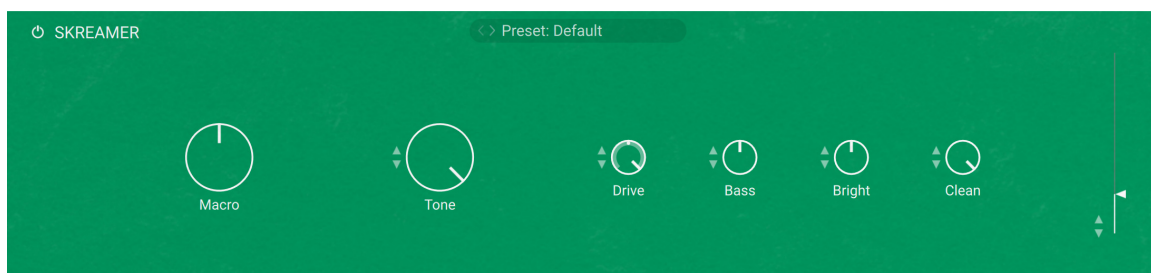 SKREAMER
Preset: Default
Macro
Tone
Drive
Bass
Bright
Clean